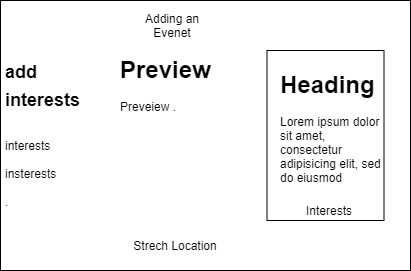 Adding an
Evenet
add
interests
interests
insterests
.
Preview
Preveiew .
Heading
Lorem ipsum dolor
sit amet,
consectetur
adipisicing elit, sed
do eiusmod
Interests
Strech Location